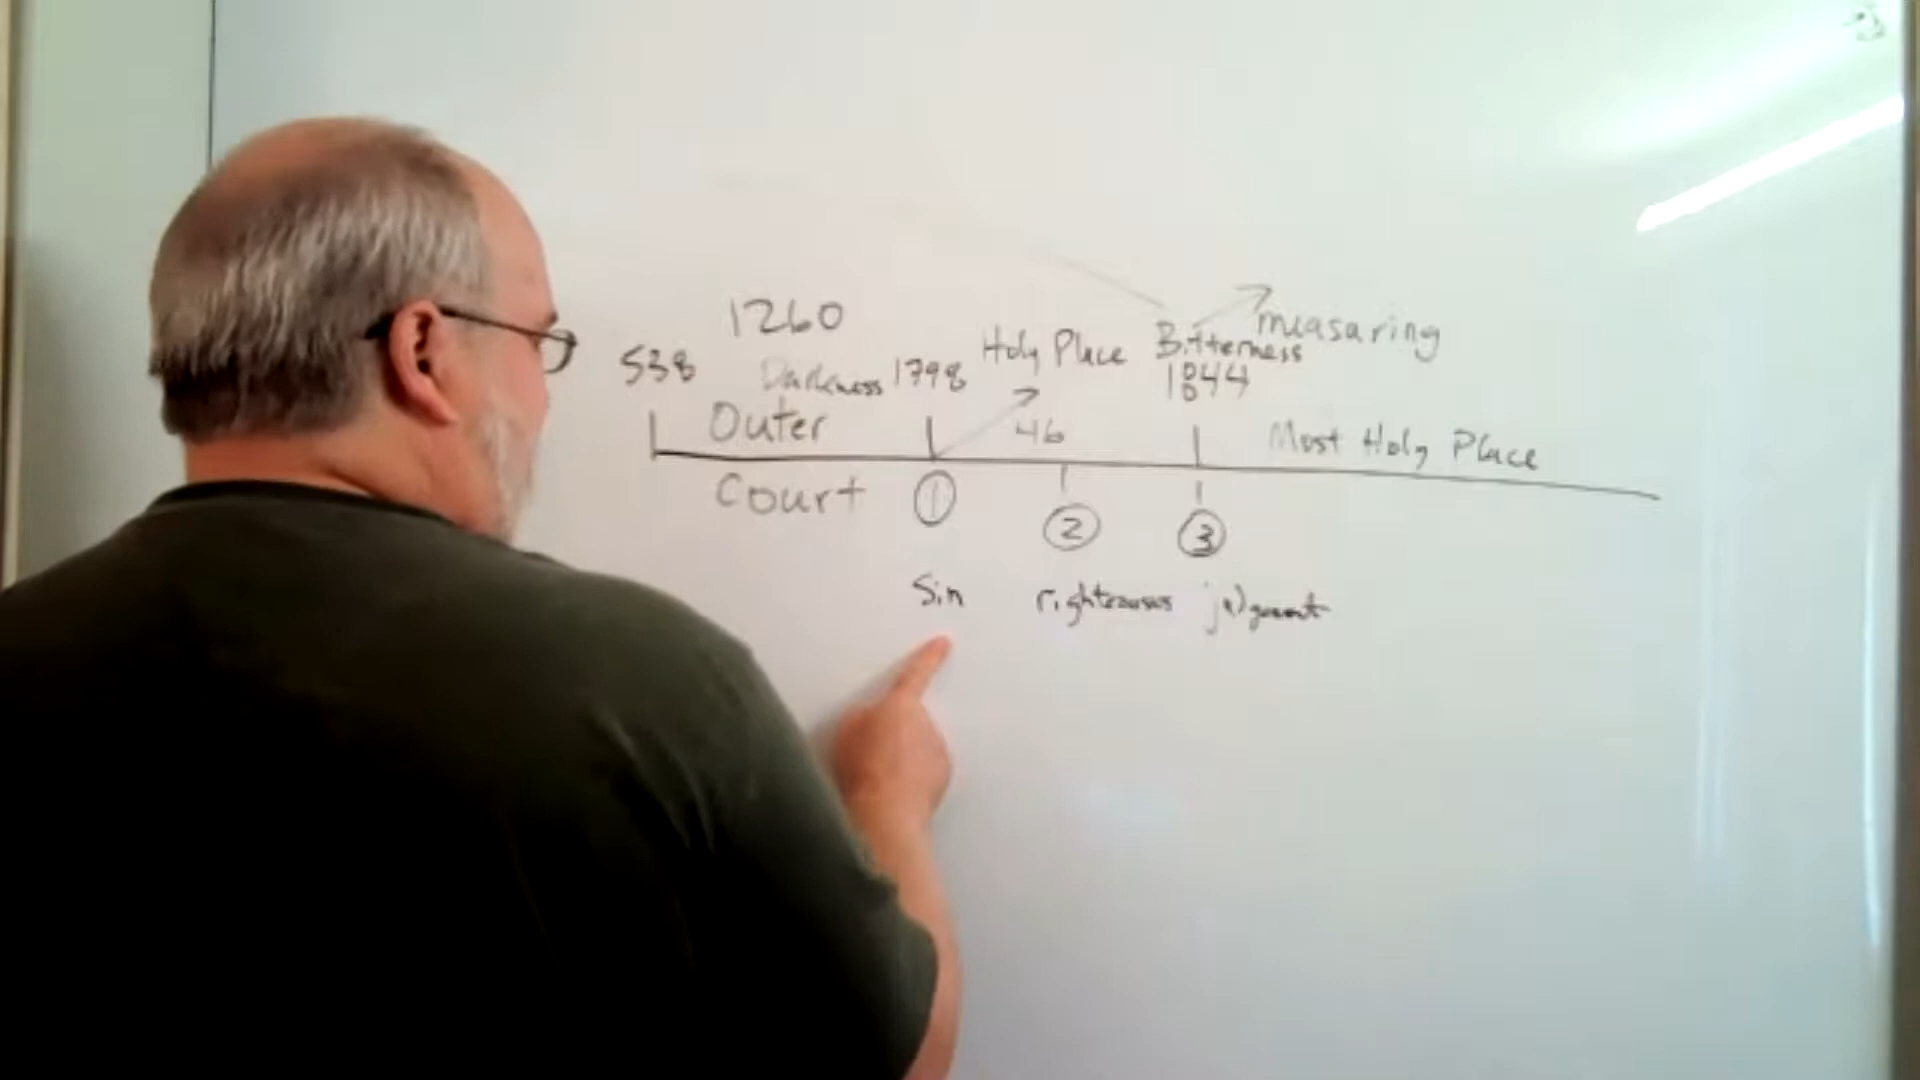 1260
538
Darkness
1798
Holy Place
Bitterness
measuring
1844
Outer
46
Most Holy Place
Court
1
2
3
Sin
judgment